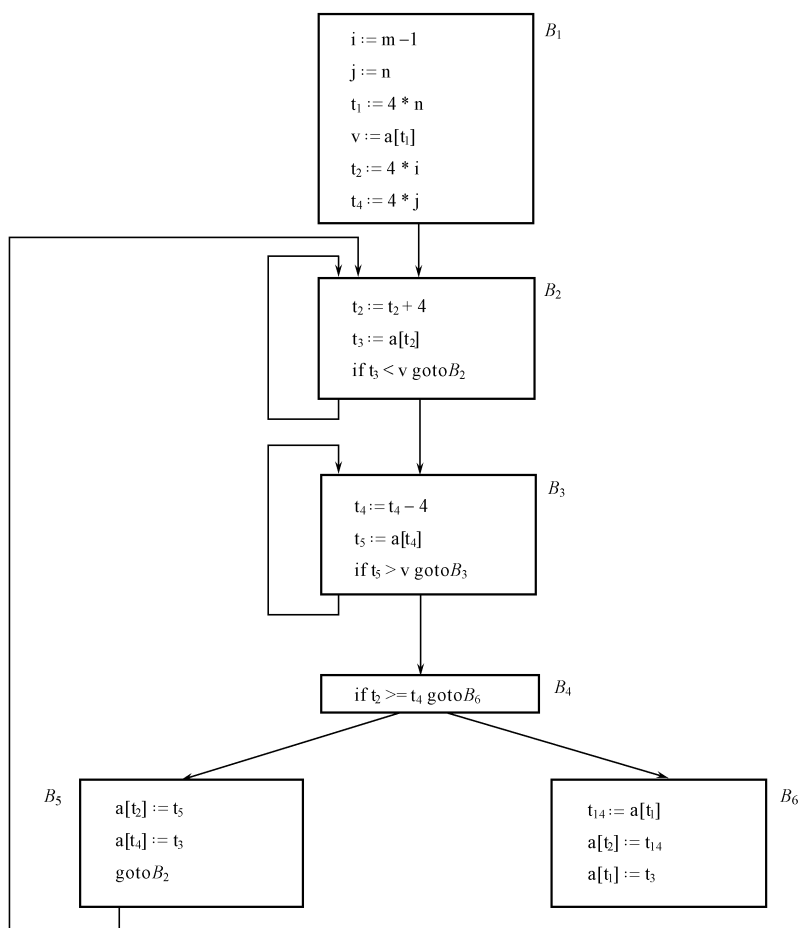 B₁
i := m −1
j := n
t₁ := 4 * n
v := a[t₁]
t₂ := 4 * i
t₄ := 4 * j
B₂
t₂ := t₂ + 4
t₃ := a[t₂]
if t₃ < v goto B₂
B₃
t₄ := t₄ − 4
t₅ := a[t₄]
if t₅ > v goto B₃
if t₂ >= t₄ goto B₆
B₄
B₅
a[t₂] := t₅
a[t₄] := t₃
goto B₂
B₆
t₁₄ := a[t₁]
a[t₂] := t₁₄
a[t₁] := t₃